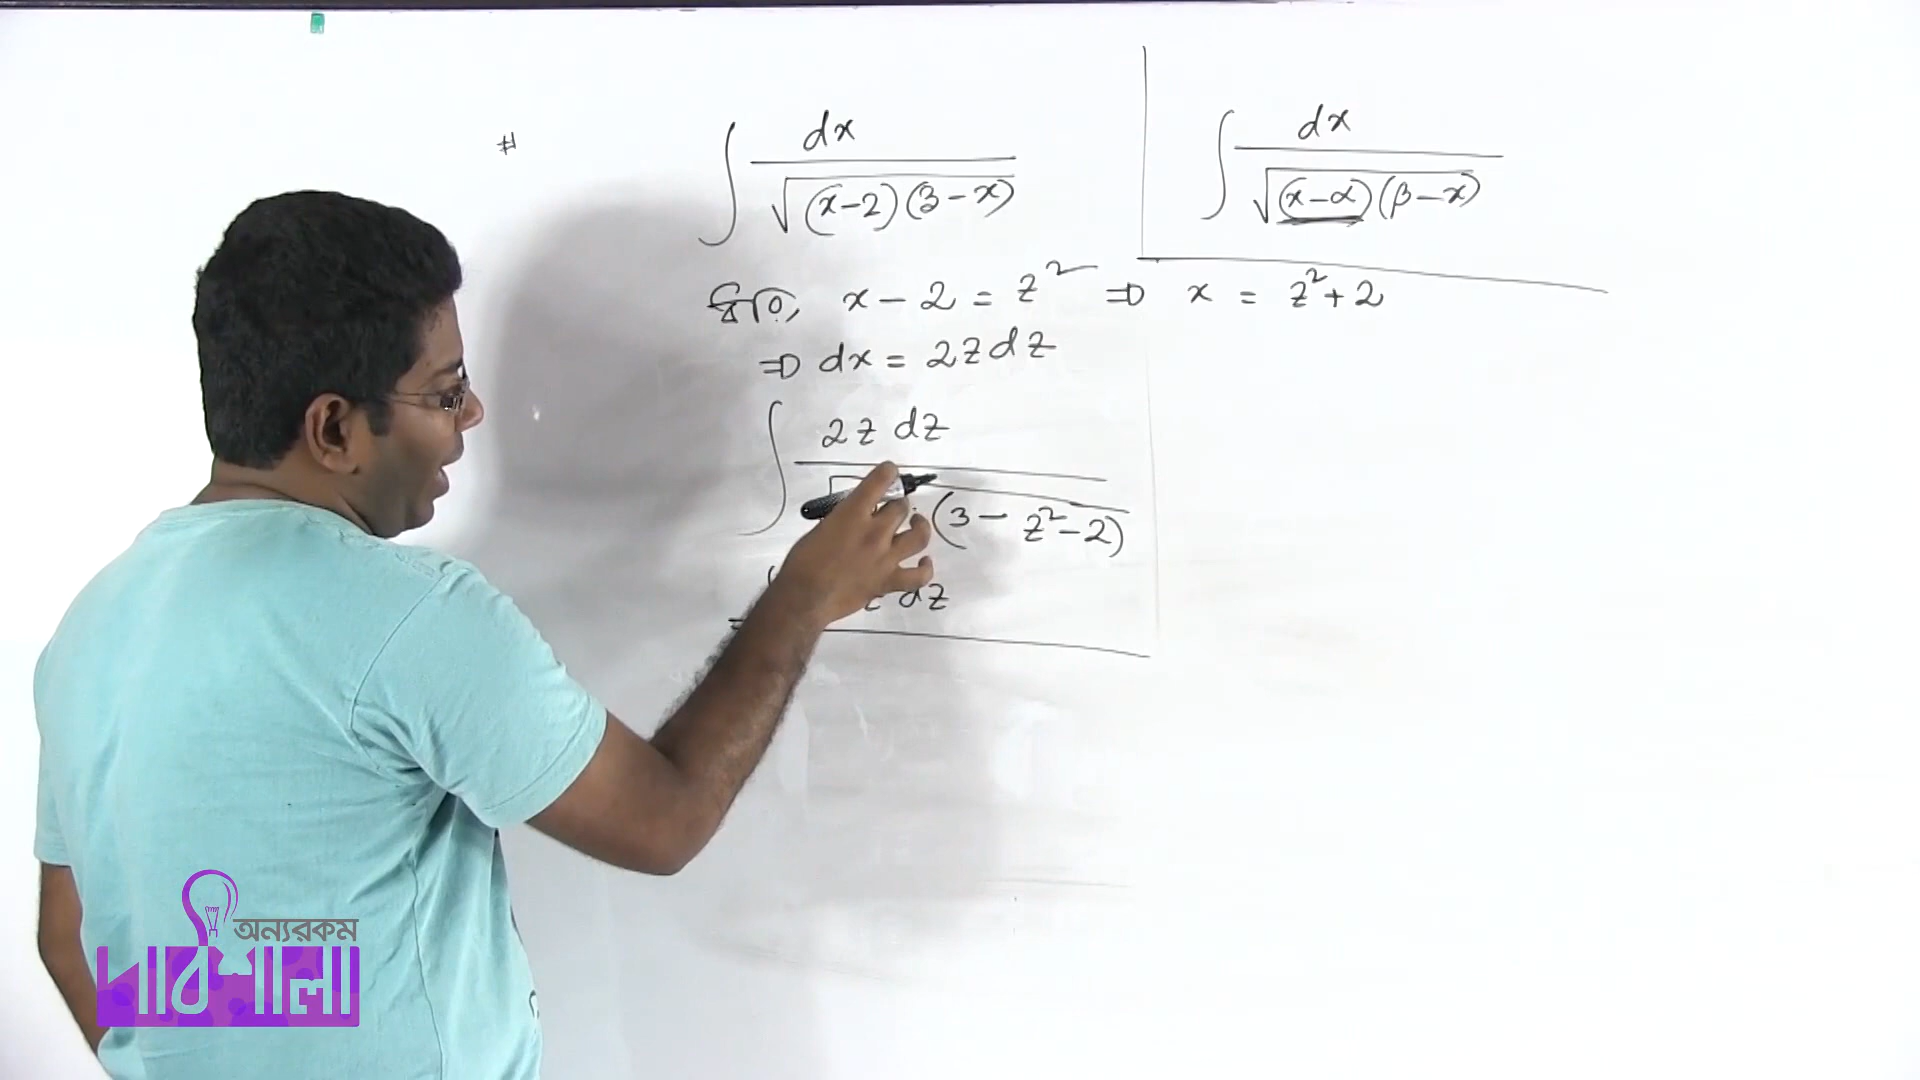 # ∫ dx / √(x-2)(3-x)
∫ dx / √(x-α)(β-x)
ধরি, x - 2 = z² ⇒ x = z² + 2
⇒ dx = 2z dz
∫ 2z dz / √ (3 - z² - 2)
= z dz
অন্যরকম
পাঠশালা